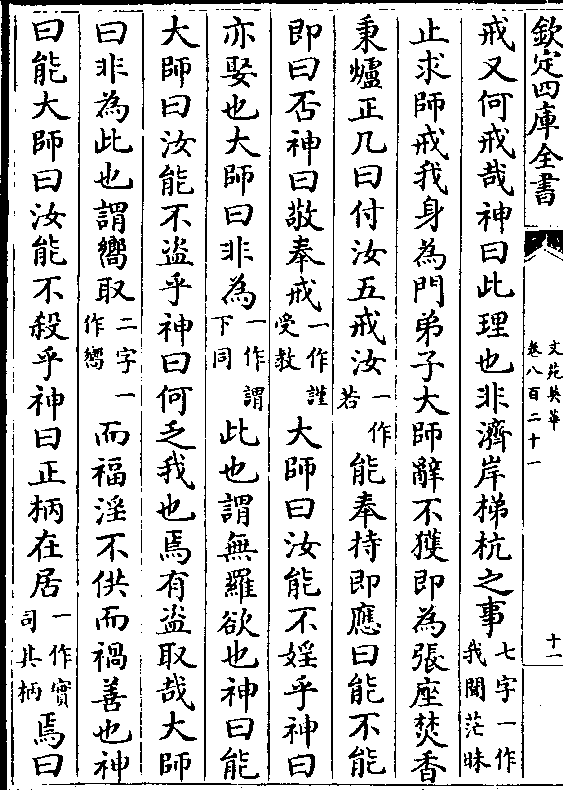 欽定四庫全書
文苑英華
卷八百二十一
十一
戒又何戒哉神曰此理也非濟岸梯杭之事七字一作我聞茫昧
止求師戒我身為門弟子大師辭不獲即為張座焚香
秉爐正几曰付汝五戒汝一作若能奉持即應曰能不能
即曰否神曰敬奉戒一作謹受教大師曰汝能不婬乎神曰
亦娶也大師曰非為一作謂下同此也謂無羅欲也神曰能
大師曰汝能不盜乎神曰何乏我也焉有盜取哉大師
曰非為此也謂嚮取二字一作嚮而福淫不供而禍善也神
曰能大師曰汝能不殺乎神曰正柄在居一作實司其柄焉曰